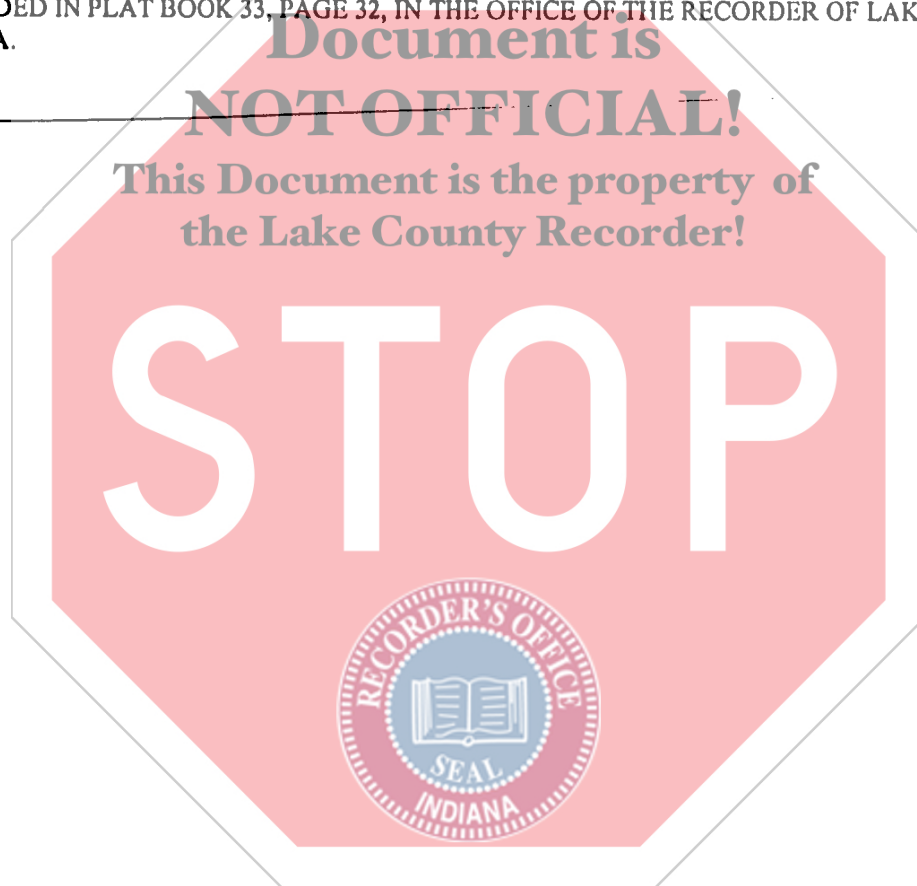 DED IN PLAT BOOK 33, PAGE 32, IN THE OFFICE OF THE RECORDER OF LAK
A.
Document is
NOT OFFICIAL!
This Document is the property of
the Lake County Recorder!
STOP
RECORDER'S OFFICE
SEAL
INDIANA